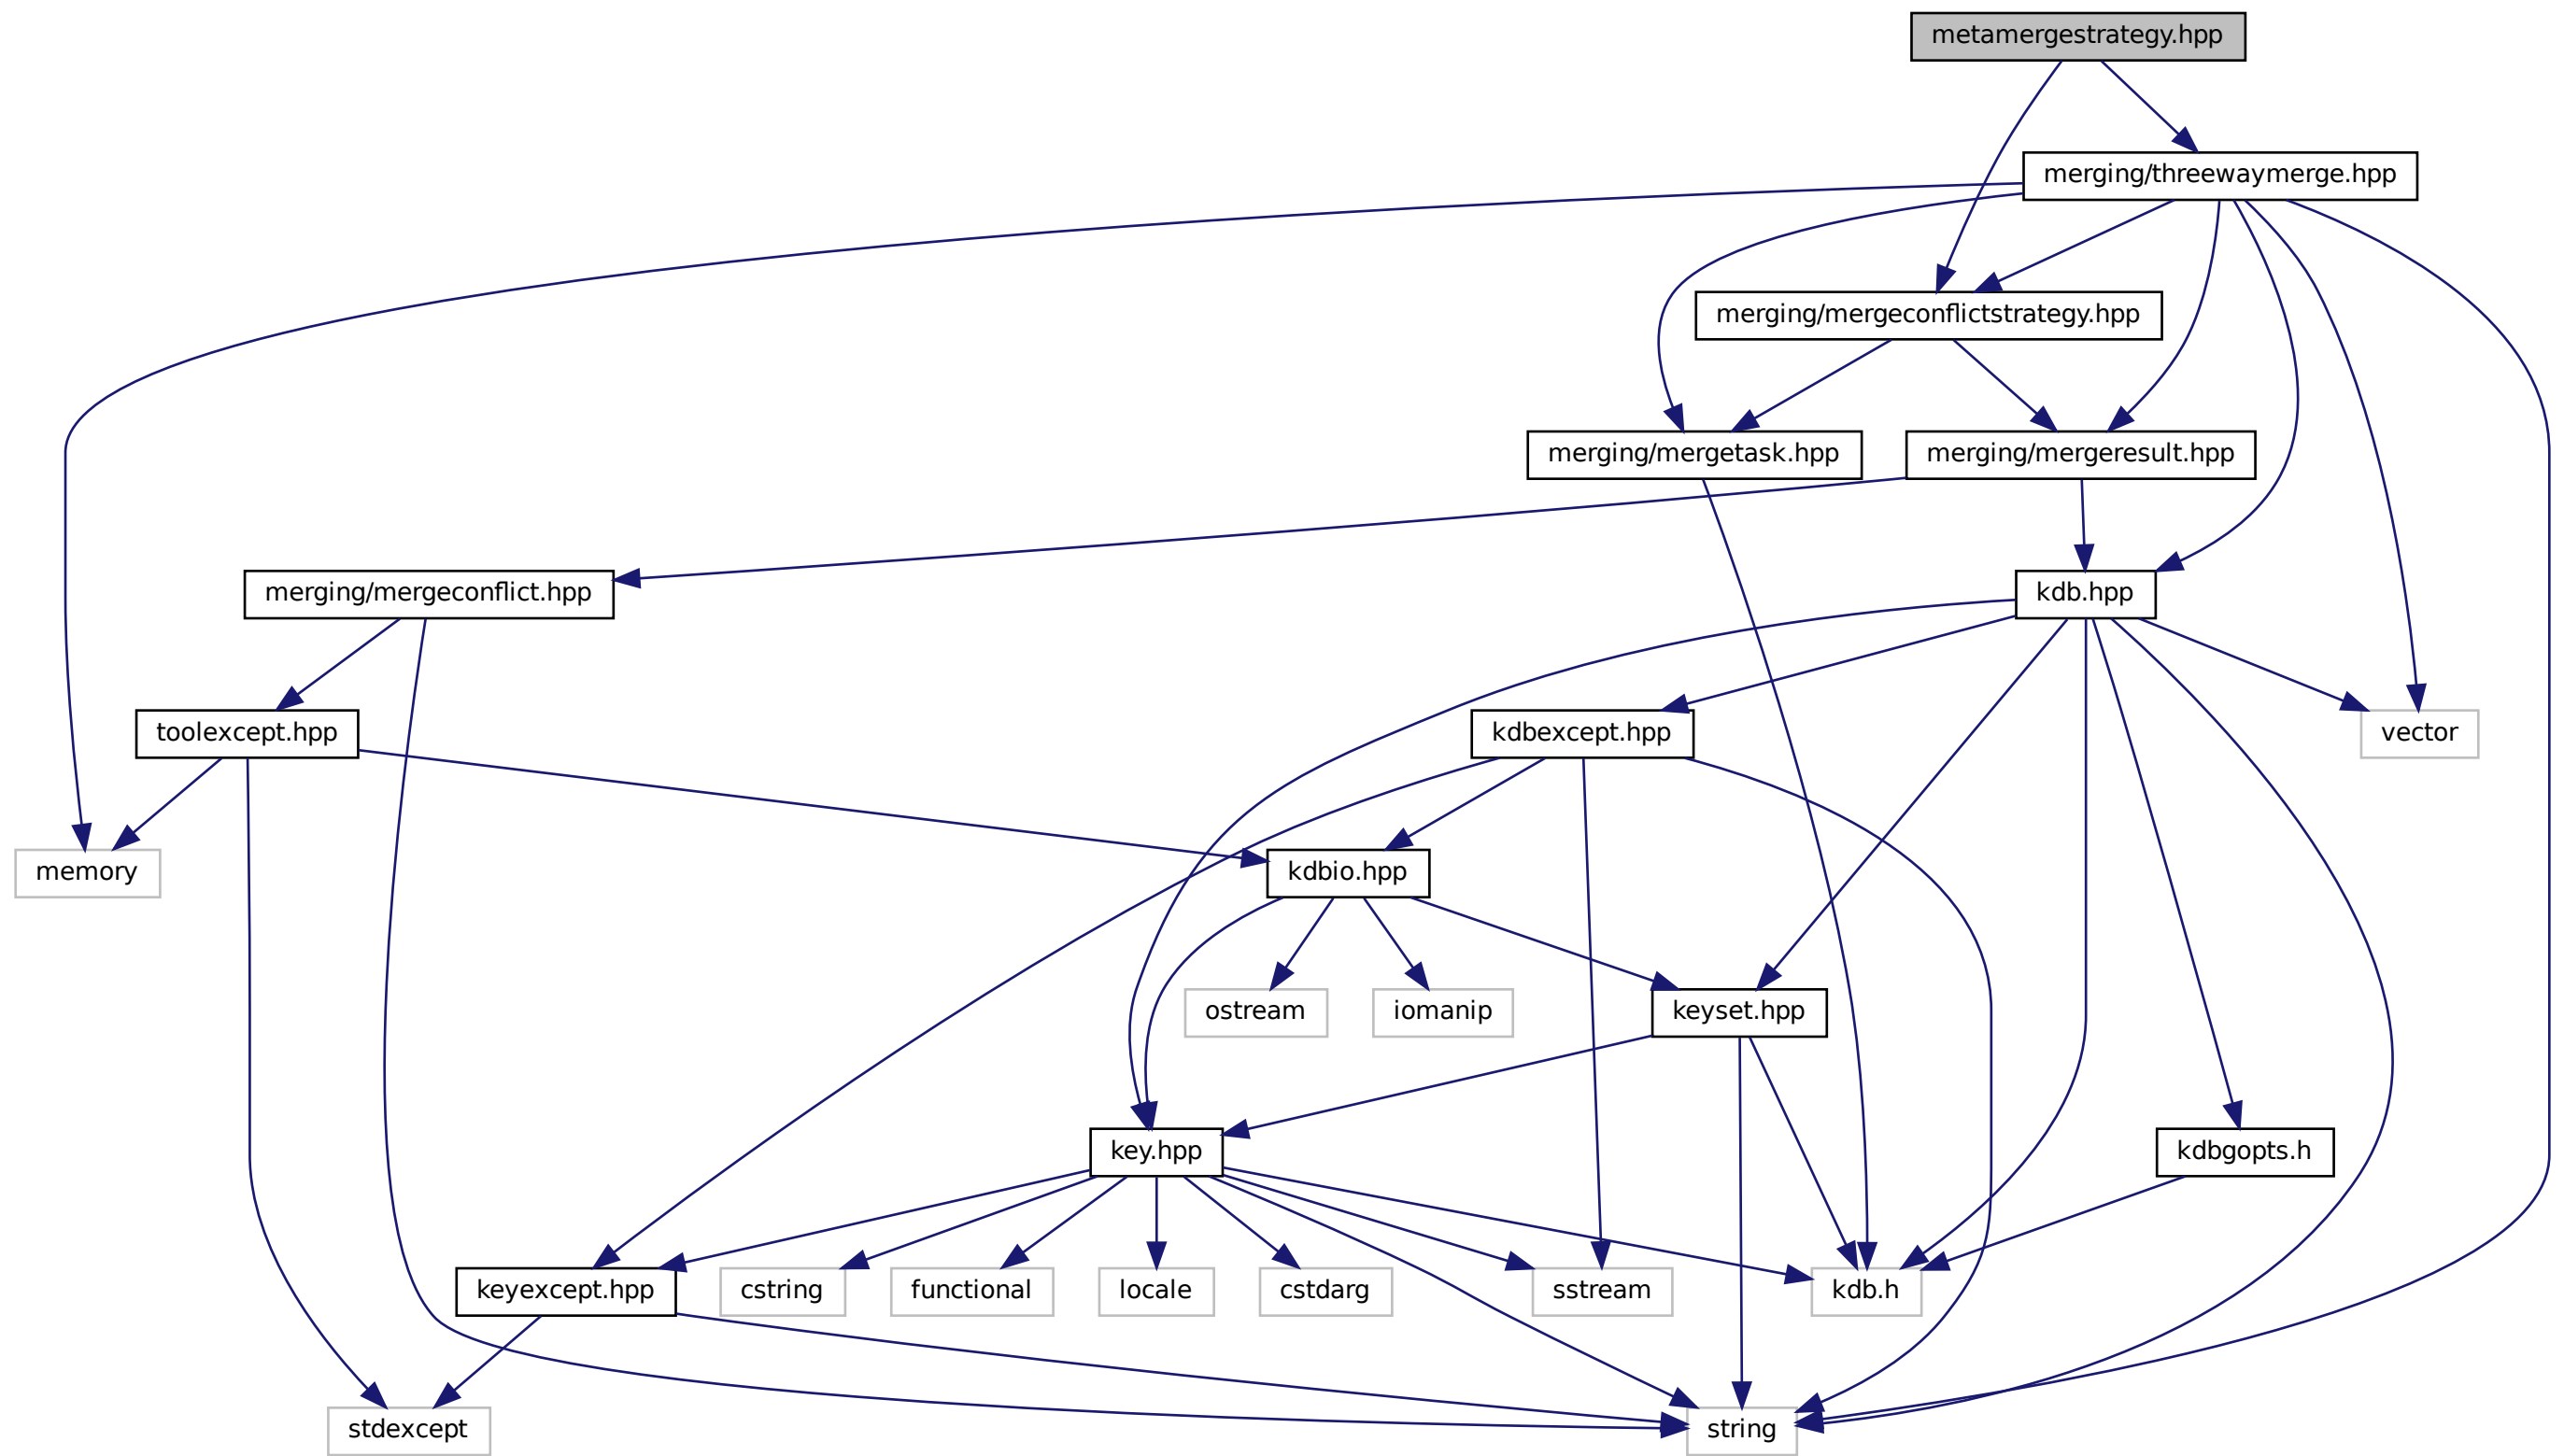 metamergestrategy.hpp
merging/threewaymerge.hpp
merging/mergeconflictstrategy.hpp
merging/mergetask.hpp
merging/mergeresult.hpp
merging/mergeconflict.hpp
kdb.hpp
toolexcept.hpp
kdbexcept.hpp
vector
memory
kdbio.hpp
ostream
iomanip
keyset.hpp
key.hpp
kdbgopts.h
keyexcept.hpp
cstring
functional
locale
cstdarg
sstream
kdb.h
stdexcept
string